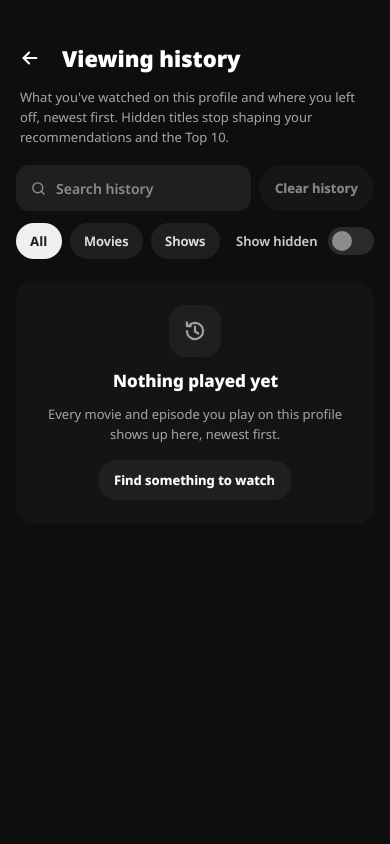 Viewing history
What you've watched on this profile and where you left
off, newest first. Hidden titles stop shaping your
recommendations and the Top 10.
Search history
Clear history
All
Movies
Shows
Show hidden
Nothing played yet
Every movie and episode you play on this profile
shows up here, newest first.
Find something to watch